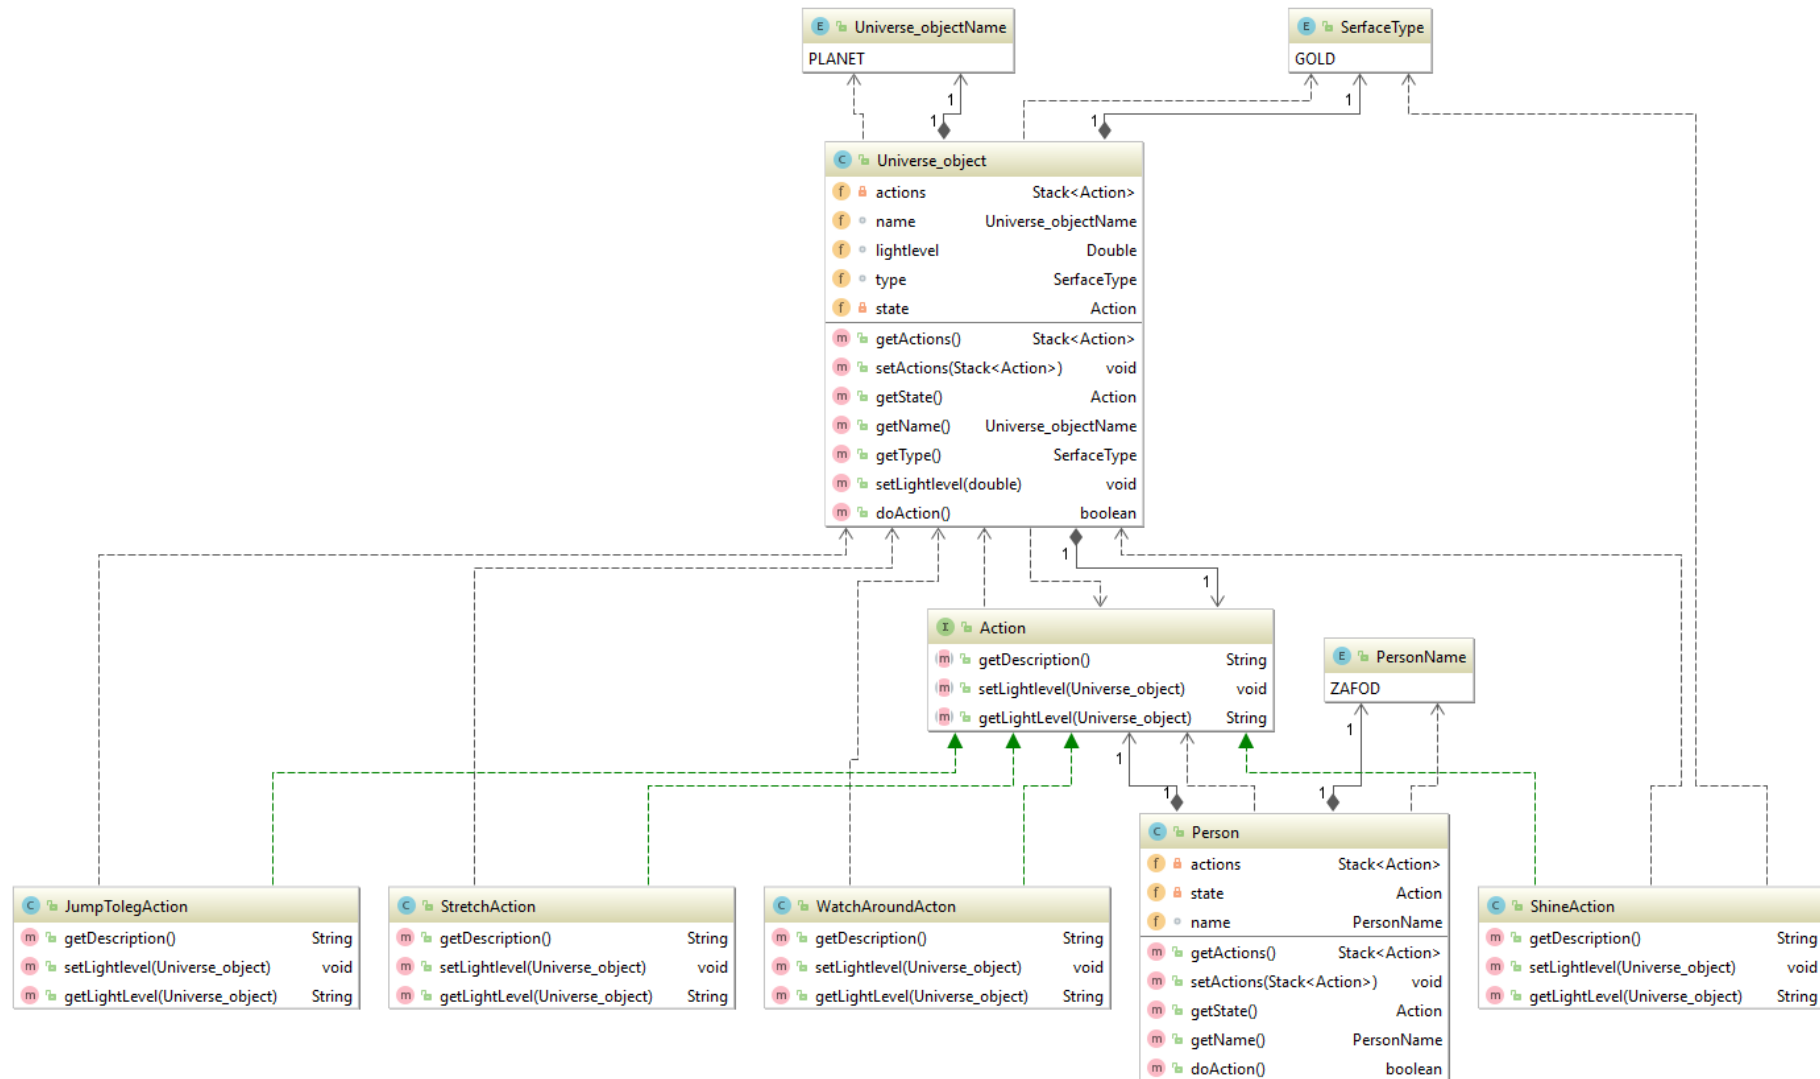 E Universe_objectName
PLANET
E SerfaceType
GOLD
1
1
1
1
C Universe_object
f actions Stack<Action>
f name Universe_objectName
f lightlevel Double
f type SerfaceType
f state Action
m getActions() Stack<Action>
m setActions(Stack<Action>) void
m getState() Action
m getName() Universe_objectName
m getType() SerfaceType
m setLightlevel(double) void
m doAction() boolean
1
1
I Action
m getDescription() String
m setLightlevel(Universe_object) void
m getLightLevel(Universe_object) String
E PersonName
ZAFOD
1
1
1
1
C Person
f actions Stack<Action>
f state Action
f name PersonName
m getActions() Stack<Action>
m setActions(Stack<Action>) void
m getState() Action
m getName() PersonName
m doAction() boolean
C JumpTolegAction
m getDescription() String
m setLightlevel(Universe_object) void
m getLightLevel(Universe_object) String
C StretchAction
m getDescription() String
m setLightlevel(Universe_object) void
m getLightLevel(Universe_object) String
C WatchAroundActon
m getDescription() String
m setLightlevel(Universe_object) void
m getLightLevel(Universe_object) String
C ShineAction
m getDescription() String
m setLightlevel(Universe_object) void
m getLightLevel(Universe_object) String